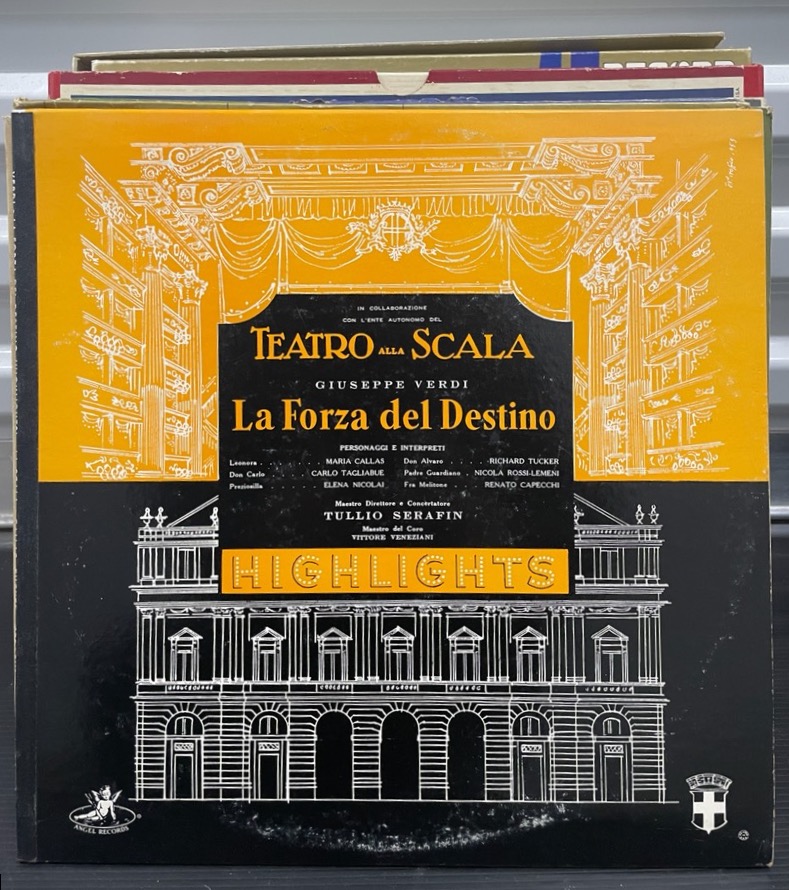 RECORD
IN COLLABORAZIONE
CON L'ENTE AUTONOMO DEL
TEATRO ALLA SCALA
GIUSEPPE VERDI
La Forza del Destino
PERSONAGGI E INTERPRETI
Leonora . . . . . . . . . MARIA CALLAS Don Alvaro . . . . . RICHARD TUCKER
Don Carlo CARLO TAGLIABUE Padre Guardiano . NICOLA ROSSI-LEMENI
Preziosilla ELENA NICOLAI Fra Melitone RENATO CAPECCHI
Maestro Direttore e Concertatore
TULLIO SERAFIN
Maestro del Coro
VITTORE VENEZIANI
HIGHLIGHTS
ANGEL RECORDS ®